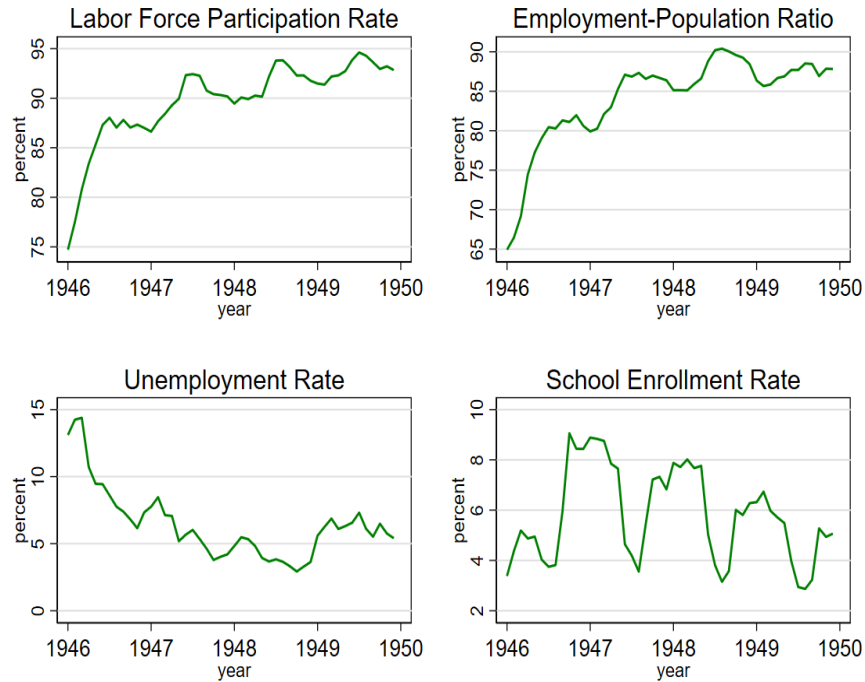 Labor Force Participation Rate
percent
95
90
85
80
75
1946 1947 1948 1949 1950
year
Employment-Population Ratio
percent
90
85
80
75
70
65
1946 1947 1948 1949 1950
year
Unemployment Rate
percent
15
10
5
0
1946 1947 1948 1949 1950
year
School Enrollment Rate
percent
10
8
6
4
2
1946 1947 1948 1949 1950
year